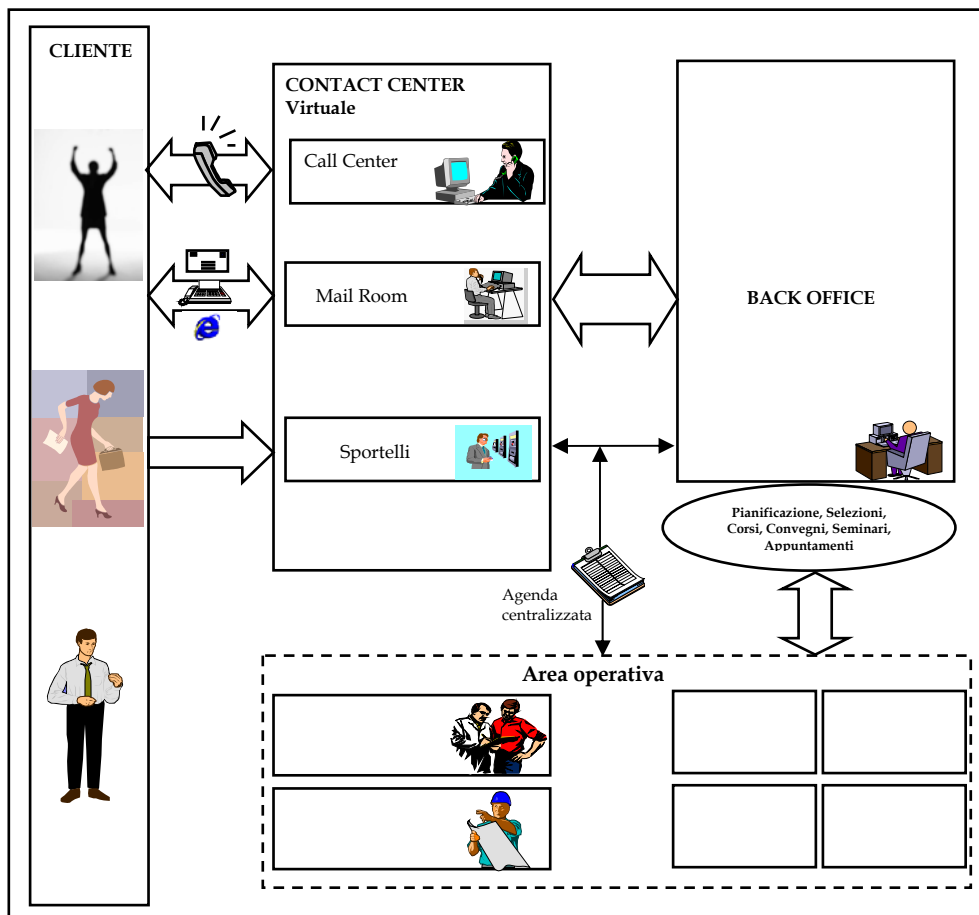 CLIENTE
CONTACT CENTER
Virtuale
Call Center
Mail Room
Sportelli
BACK OFFICE
Pianificazione, Selezioni,
Corsi, Convegni, Seminari,
Appuntamenti
Agenda
centralizzata
Area operativa